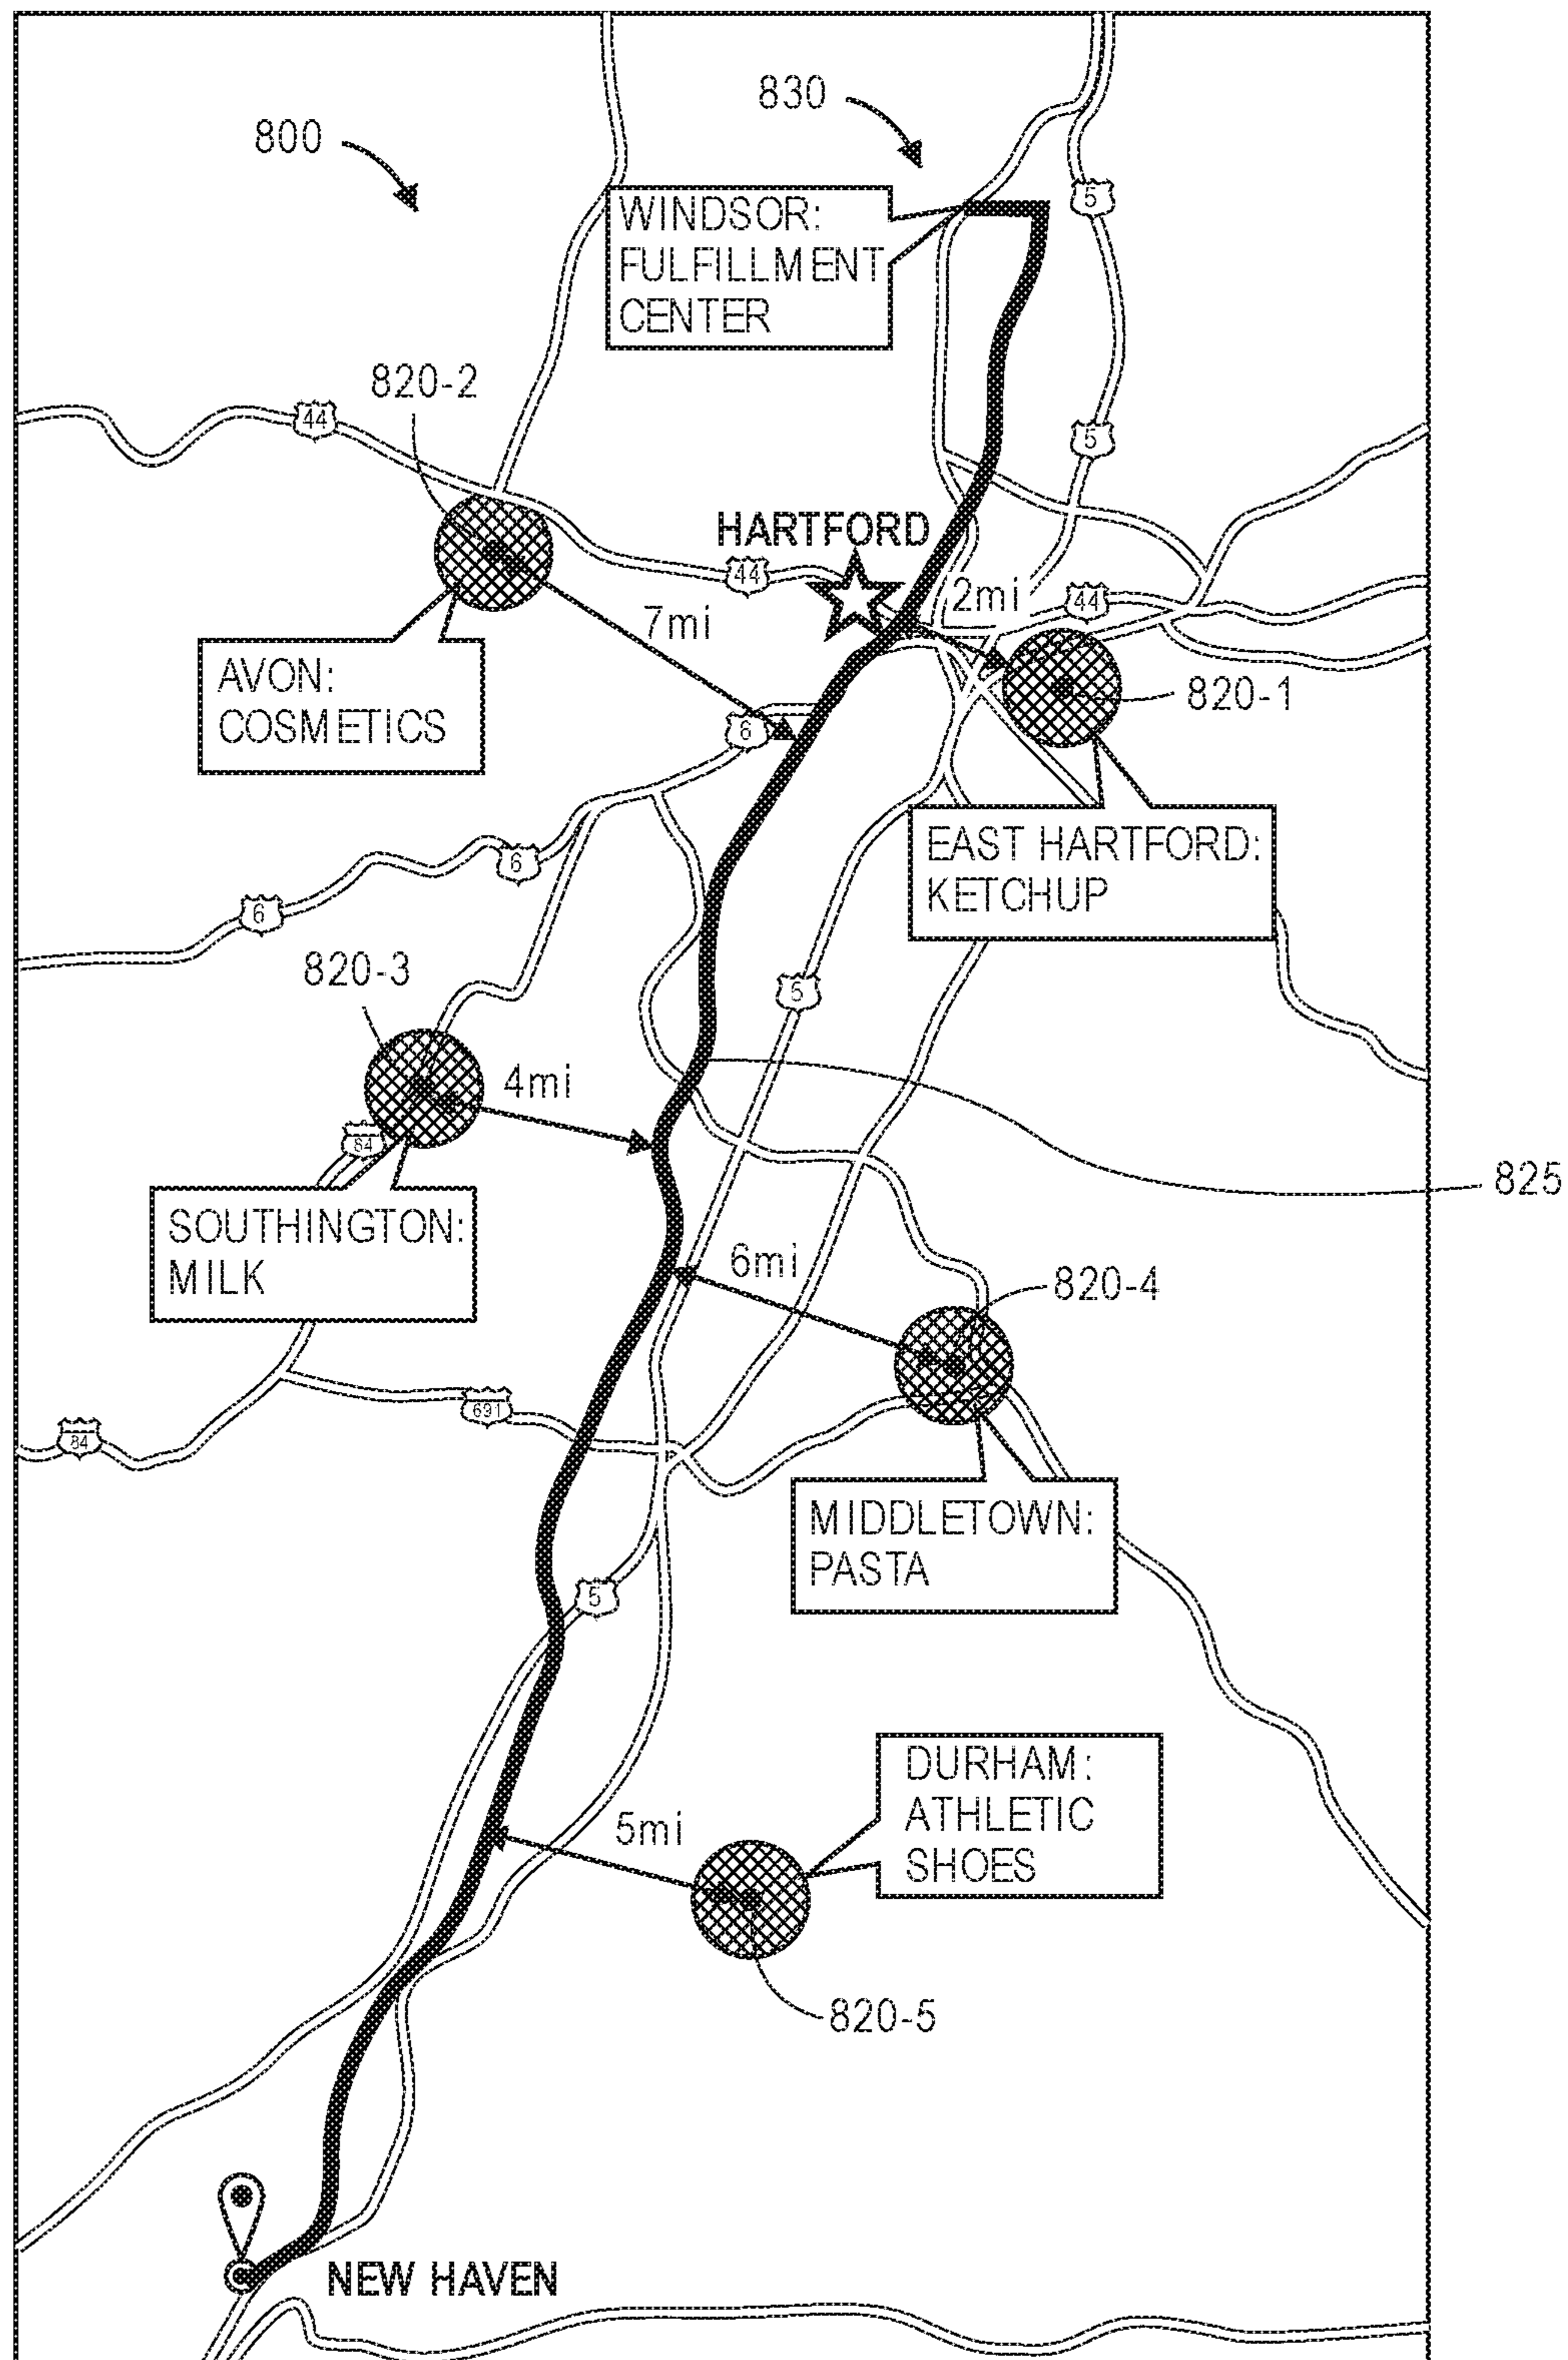 830
800
5
WINDSOR:
FULFILLMENT
CENTER
820-2
44
5
HARTFORD
44
2mi
44
7mi
AVON:
COSMETICS
820-1
6
EAST HARTFORD:
KETCHUP
6
6
820-3
5
4mi
84
825
SOUTHINGTON:
MILK
6mi
820-4
691
84
MIDDLETOWN:
PASTA
5
DURHAM:
ATHLETIC
SHOES
5mi
820-5
NEW HAVEN